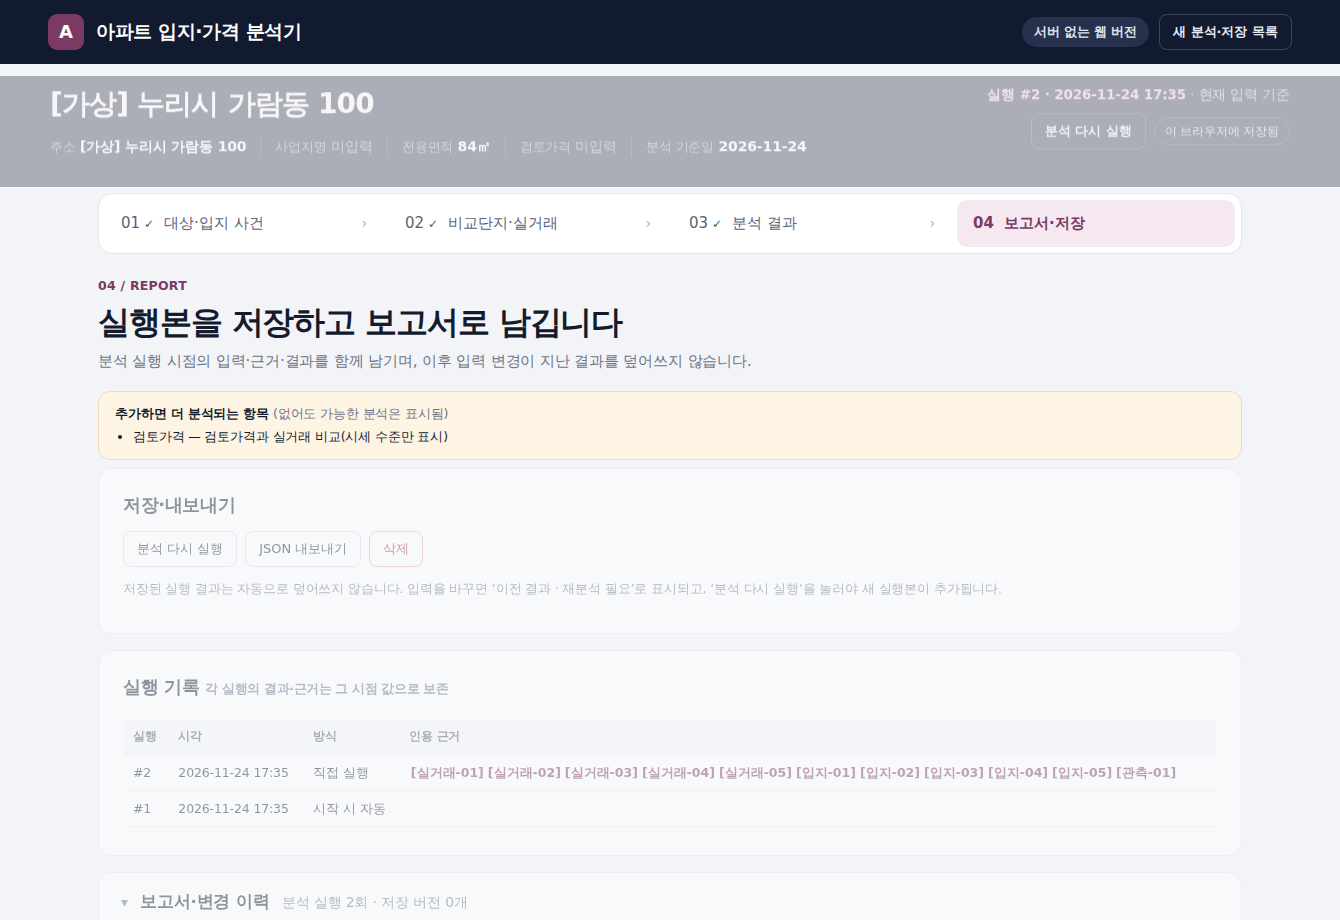 A 아파트 입지·가격 분석기 서버 없는 웹 버전 새 분석·저장 목록
[가상] 누리시 가람동 100
실행 #2 · 2026-11-24 17:35 · 현재 입력 기준
주소 [가상] 누리시 가람동 100 사업지명 미입력 전용면적 84㎡ 검토가격 미입력 분석 기준일 2026-11-24
분석 다시 실행 이 브라우저에 저장됨
01 ✓ 대상·입지 사건 › 02 ✓ 비교단지·실거래 › 03 ✓ 분석 결과 › 04 보고서·저장
04 / REPORT
실행본을 저장하고 보고서로 남깁니다
분석 실행 시점의 입력·근거·결과를 함께 남기며, 이후 입력 변경이 지난 결과를 덮어쓰지 않습니다.
추가하면 더 분석되는 항목 (없어도 가능한 분석은 표시됨)
• 검토가격 — 검토가격과 실거래 비교(시세 수준만 표시)
저장·내보내기
분석 다시 실행 JSON 내보내기 삭제
저장된 실행 결과는 자동으로 덮어쓰지 않습니다. 입력을 바꾸면 ‘이전 결과 · 재분석 필요’로 표시되고, ‘분석 다시 실행’을 눌러야 새 실행본이 추가됩니다.
실행 기록 각 실행의 결과·근거는 그 시점 값으로 보존
실행 시각 방식 인용 근거
#2 2026-11-24 17:35 직접 실행 [실거래-01] [실거래-02] [실거래-03] [실거래-04] [실거래-05] [입지-01] [입지-02] [입지-03] [입지-04] [입지-05] [관측-01]
#1 2026-11-24 17:35 시작 시 자동
▾ 보고서·변경 이력 분석 실행 2회 · 저장 버전 0개